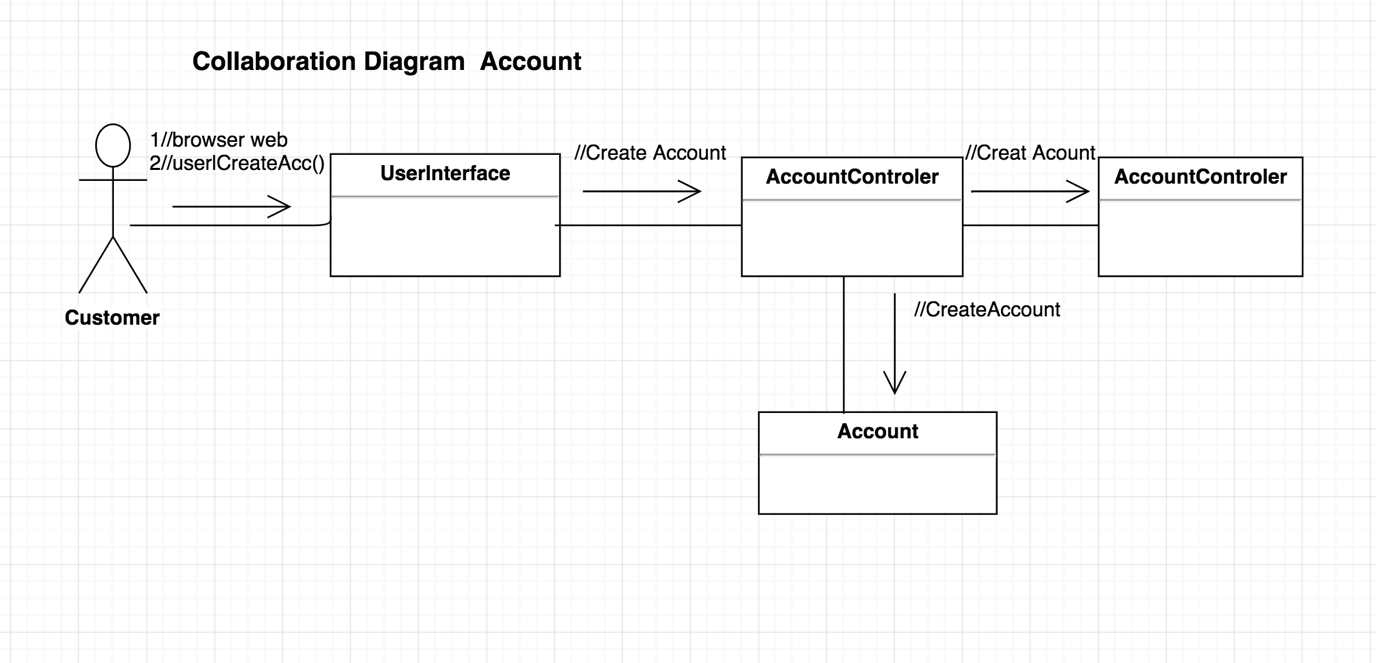 Collaboration Diagram  Account
1//browser web
2//userlCreateAcc()
//Create Account
//Creat Acount
UserInterface
AccountControler
AccountControler
Customer
//CreateAccount
Account